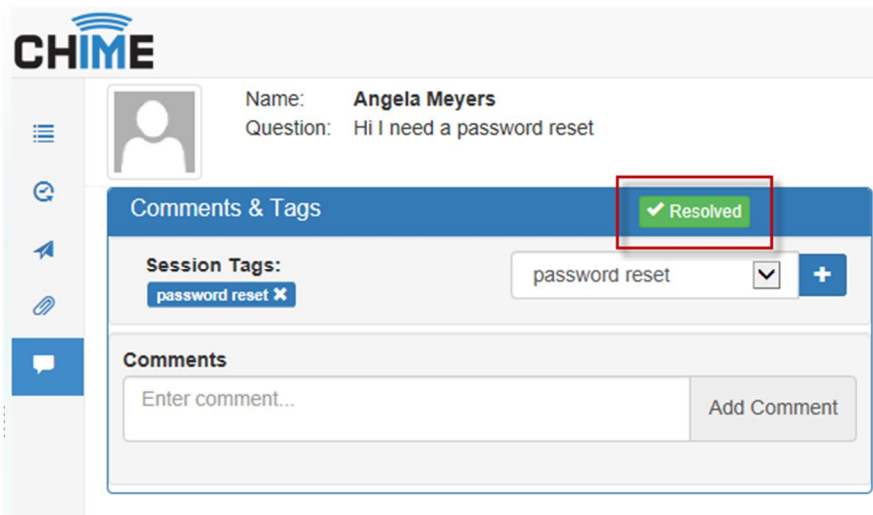 CHIME
Name: Angela Meyers
Question: Hi I need a password reset
Comments & Tags
Resolved
Session Tags:
password reset
password reset
Comments
Enter comment...
Add Comment